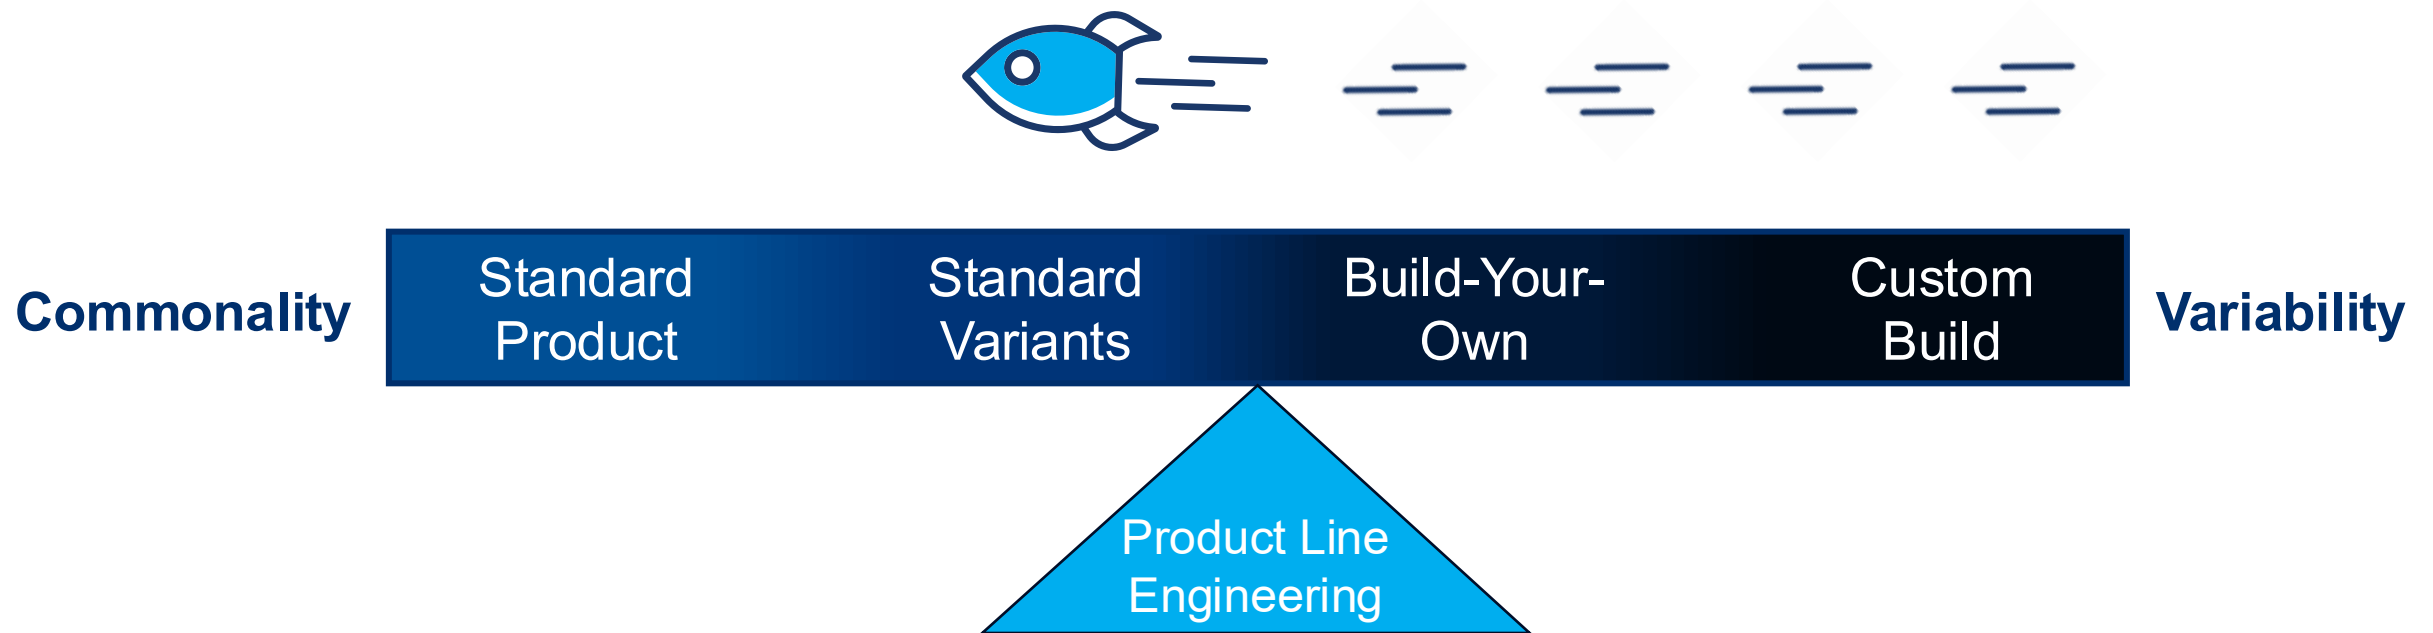 Commonality
Standard
Product
Standard
Variants
Build-Your-
Own
Custom
Build
Variability
Product Line
Engineering